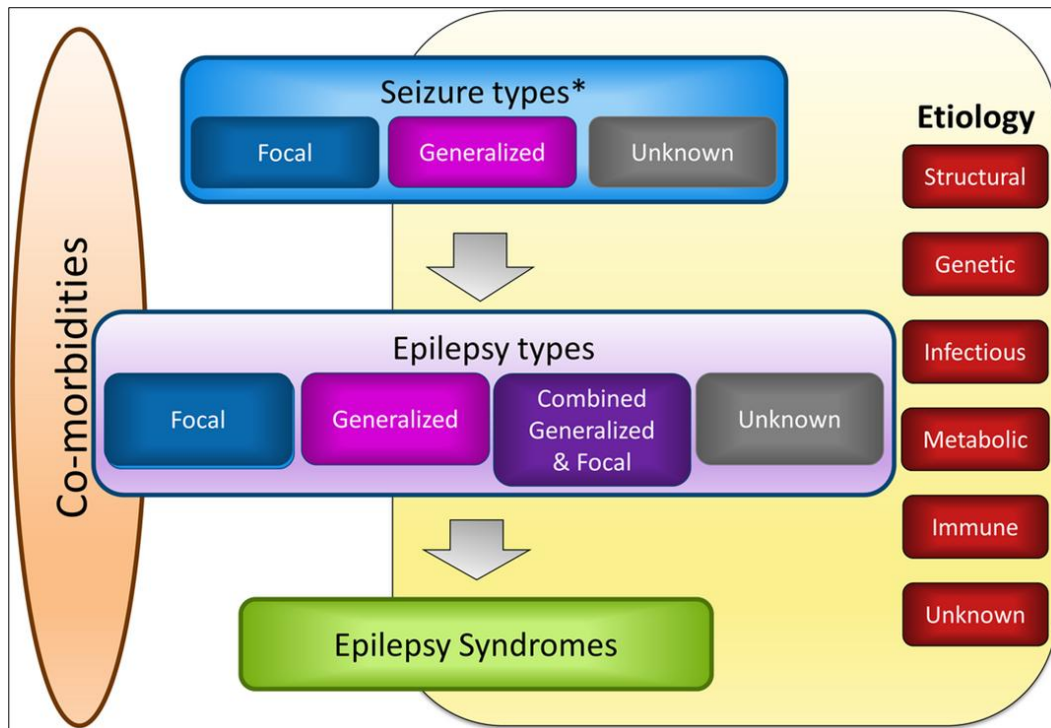 Co-morbidities
Seizure types*
Focal
Generalized
Unknown
Epilepsy types
Focal
Generalized
Combined
Generalized
& Focal
Unknown
Epilepsy Syndromes
Etiology
Structural
Genetic
Infectious
Metabolic
Immune
Unknown